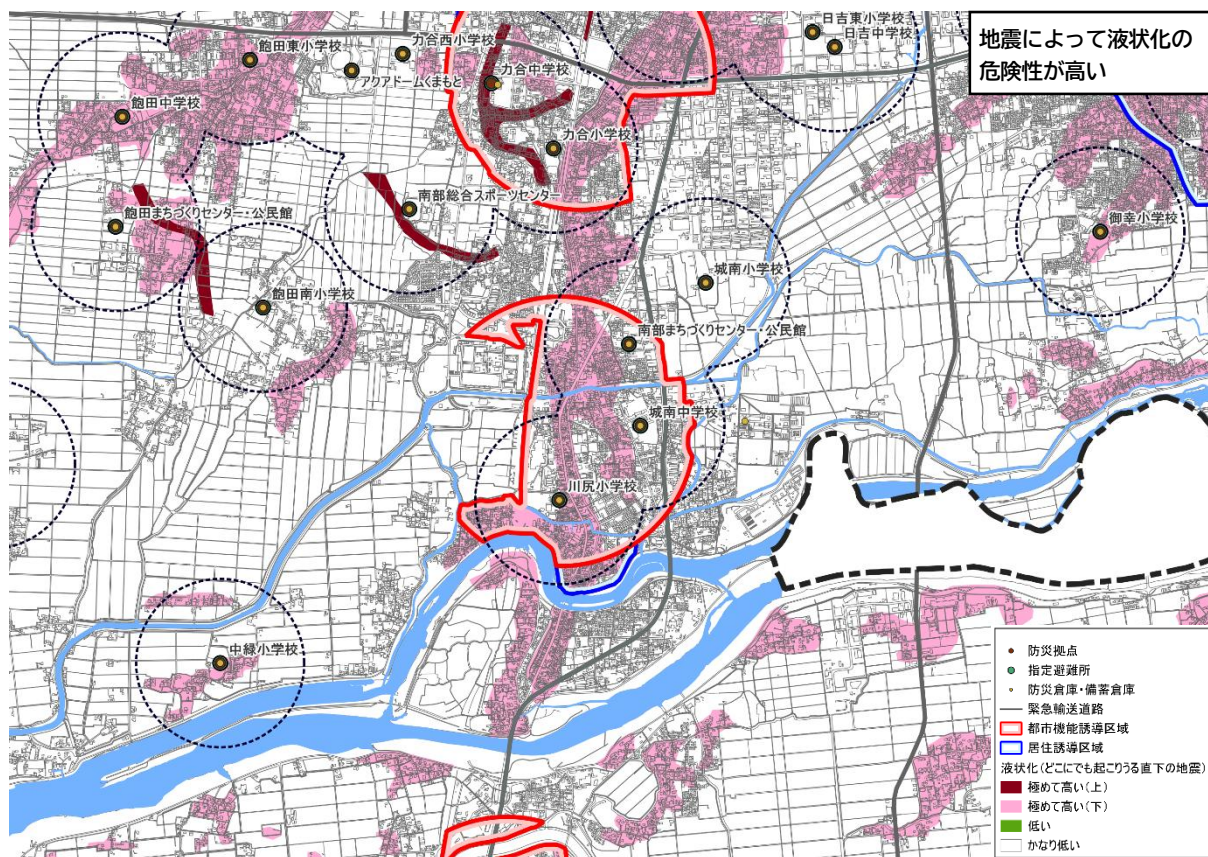 地震によって液状化の
危険性が高い
日吉東小学校
日吉中学校
飽田東小学校
力合西小学校
アクアドームくまもと
力合中学校
飽田中学校
力合小学校
南部総合スポーツセンター
飽田まちづくりセンター・公民館
御幸小学校
城南小学校
飽田南小学校
南部まちづくりセンター・公民館
城南中学校
川尻小学校
中緑小学校
防災拠点
指定避難所
防災倉庫・備蓄倉庫
緊急輸送道路
都市機能誘導区域
居住誘導区域
液状化(どこにでも起こりうる直下の地震)
極めて高い(上)
極めて高い(下)
低い
かなり低い